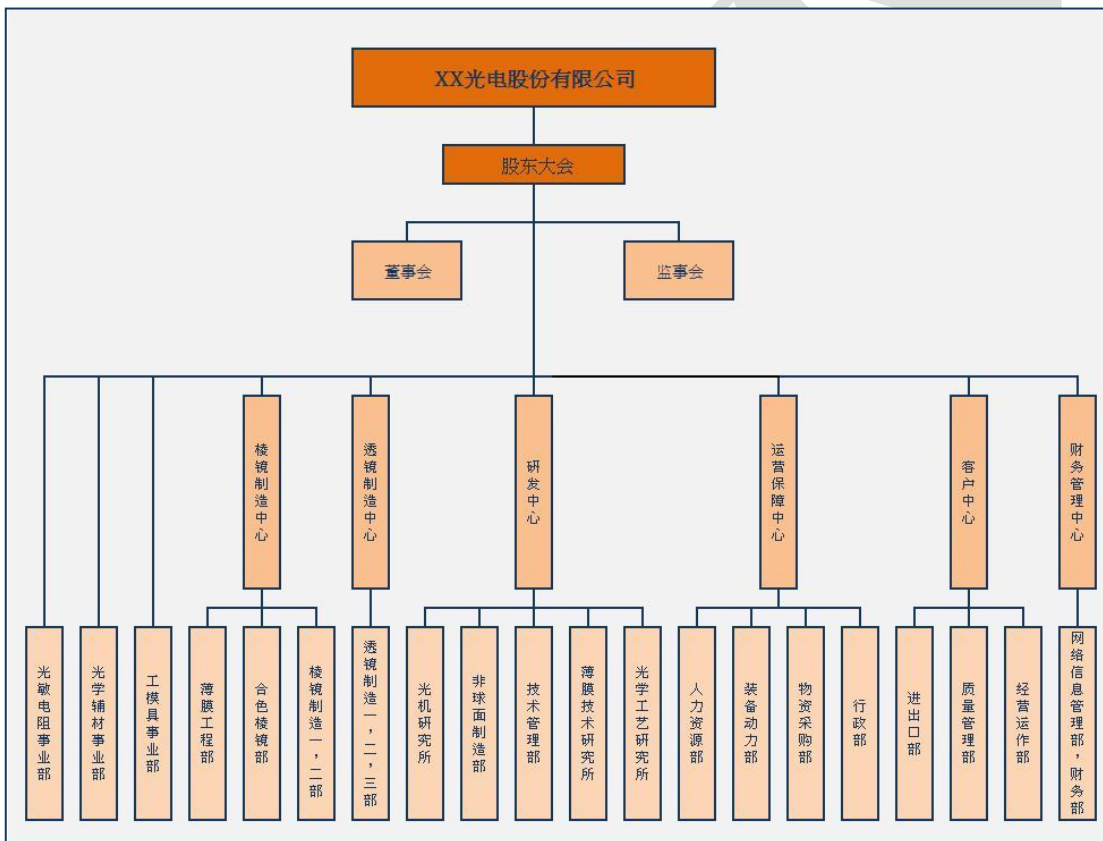 XX光电股份有限公司
股东大会
董事会
监事会
棱镜制造中心
透镜制造中心
研发中心
运营保障中心
客户中心
财务管理中心
光敏电阻事业部
光学辅材事业部
工模具事业部
薄膜工程部
合色棱镜部
棱镜制造一，二部
透镜制造一，二，三部
光机研究所
非球面制造部
技术管理部
薄膜技术研究所
光学工艺研究所
人力资源部
装备动力部
物资采购部
行政部
进出口部
质量管理部
经营运作部
网络信息管理部，财务部